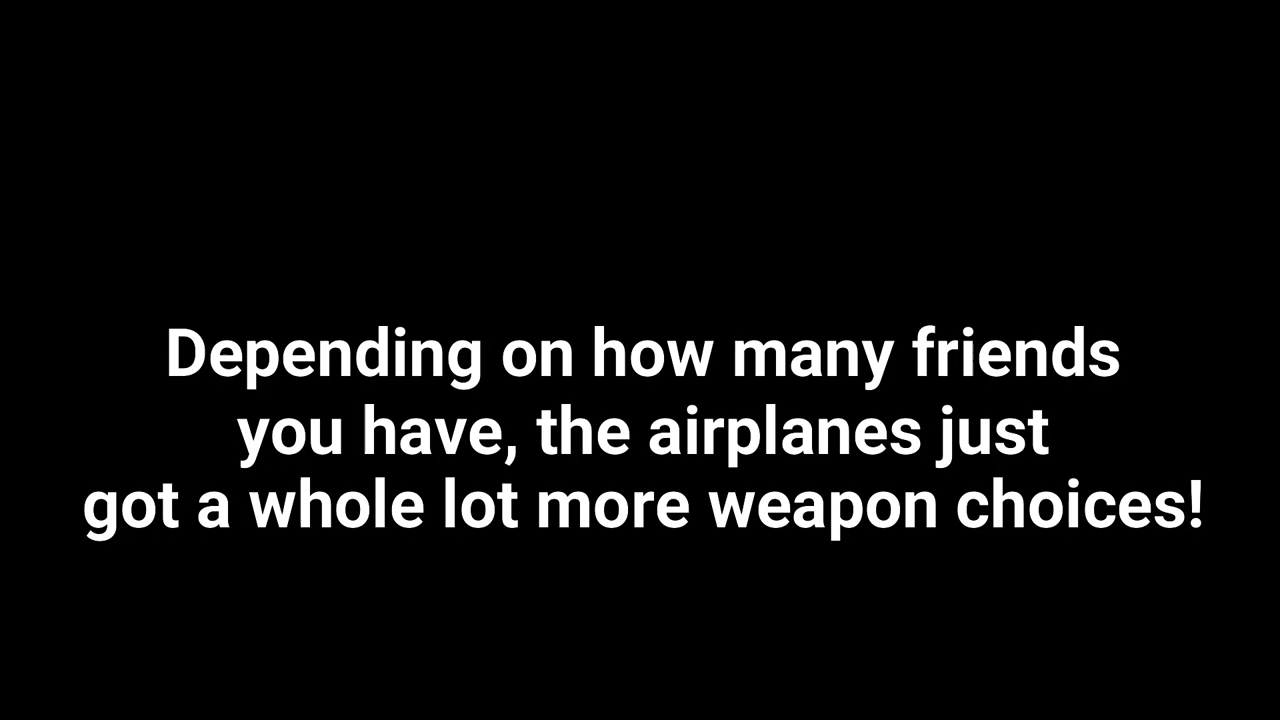 Depending on how many friends
you have, the airplanes just
got a whole lot more weapon choices!